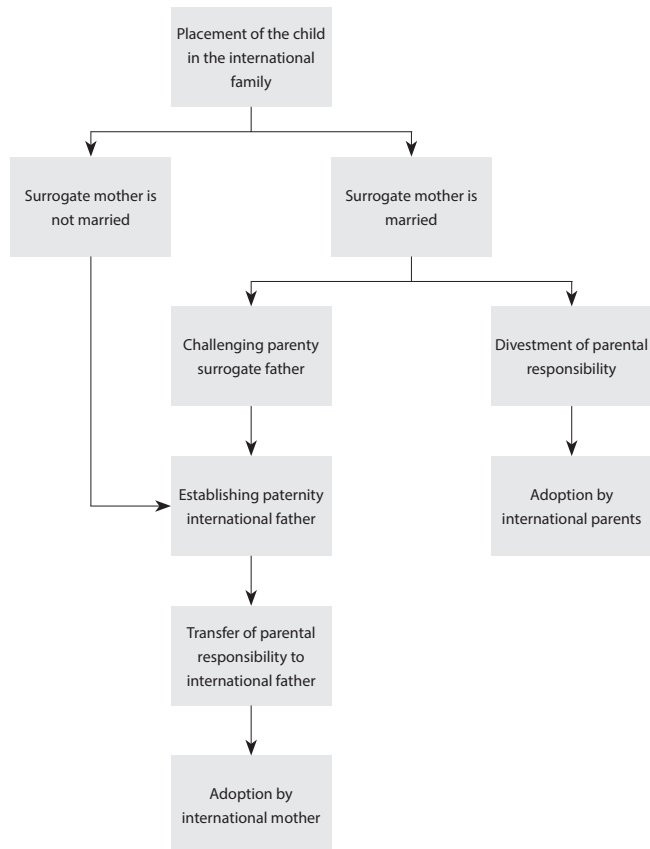 Placement of the child
in the international
family
Surrogate mother is
not married
Surrogate mother is
married
Challenging parenty
surrogate father
Divestment of parental
responsibility
Establishing paternity
international father
Adoption by
international parents
Transfer of parental
responsibility to
international father
Adoption by
international mother